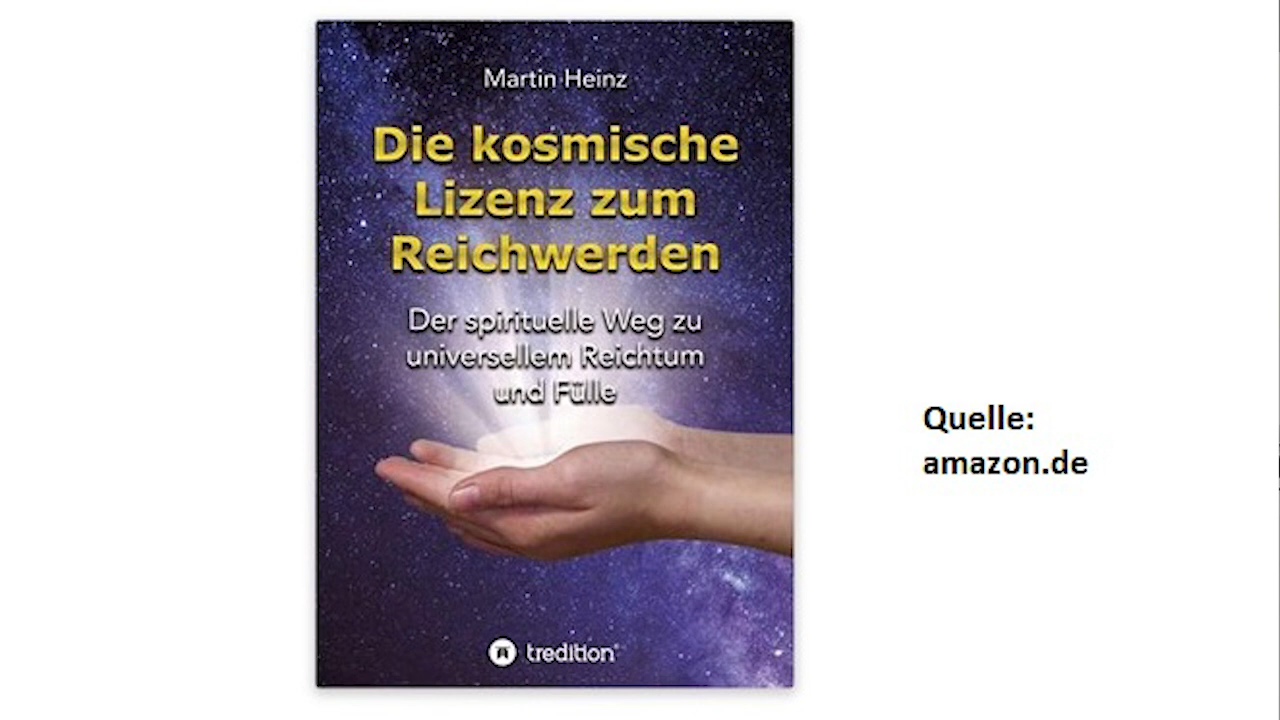 Martin Heinz
Die kosmische
Lizenz zum
Reichwerden
Der spirituelle Weg zu
universellem Reichtum
und Fülle
tredition®
Quelle:
amazon.de